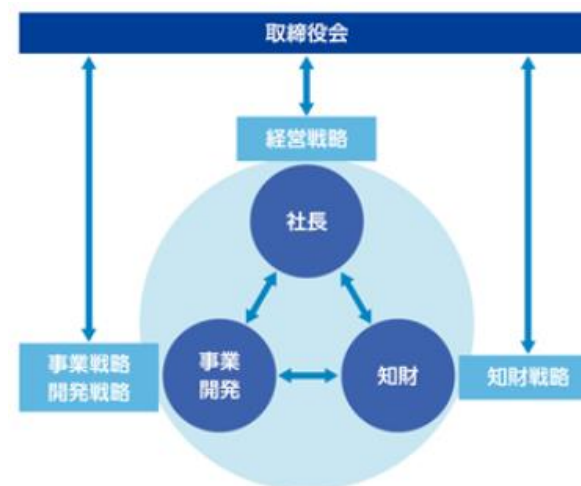 取締役会
経営戦略
社長
事業戦略
開発戦略
事業
開発
知財
知財戦略